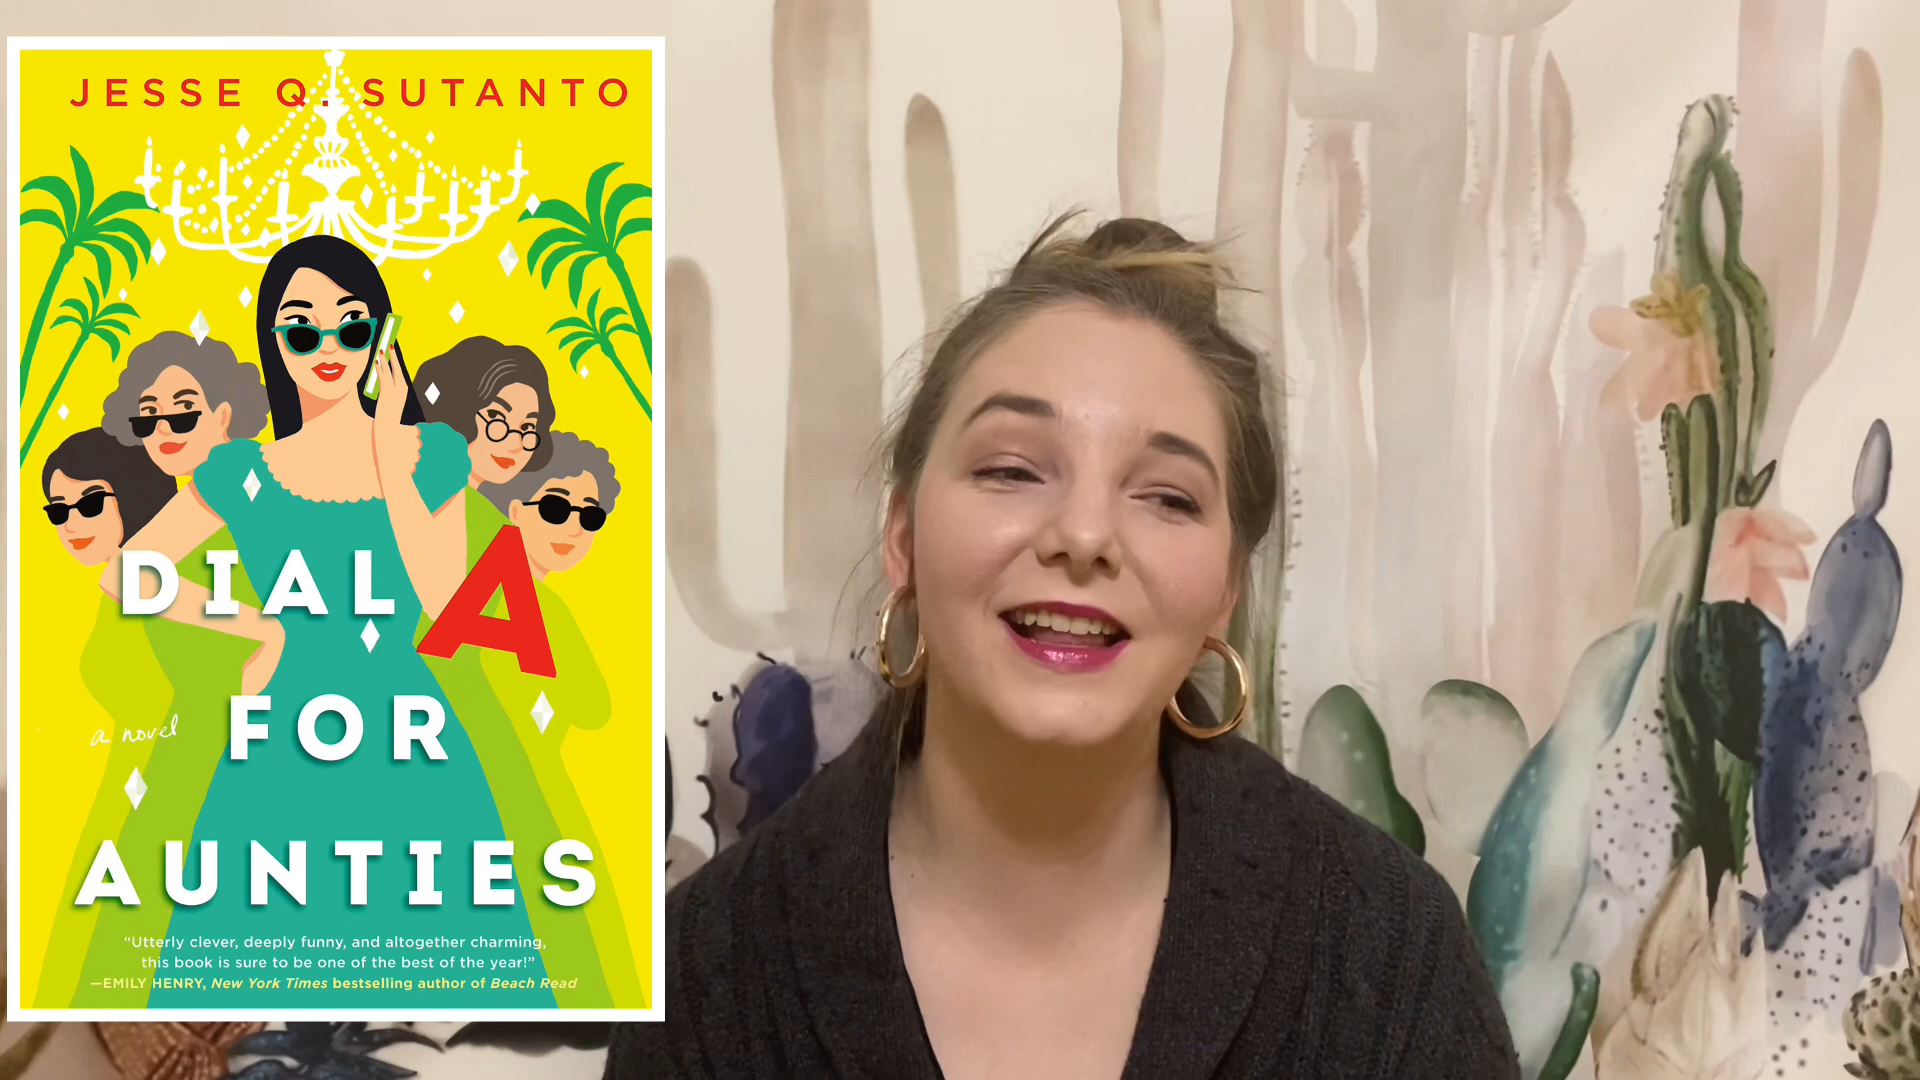 JESSE Q. SUTANTO
DIAL A
FOR
a novel
AUNTIES
“Utterly clever, deeply funny, and altogether charming,
this book is sure to be one of the best of the year!”
—EMILY HENRY, New York Times bestselling author of Beach Read